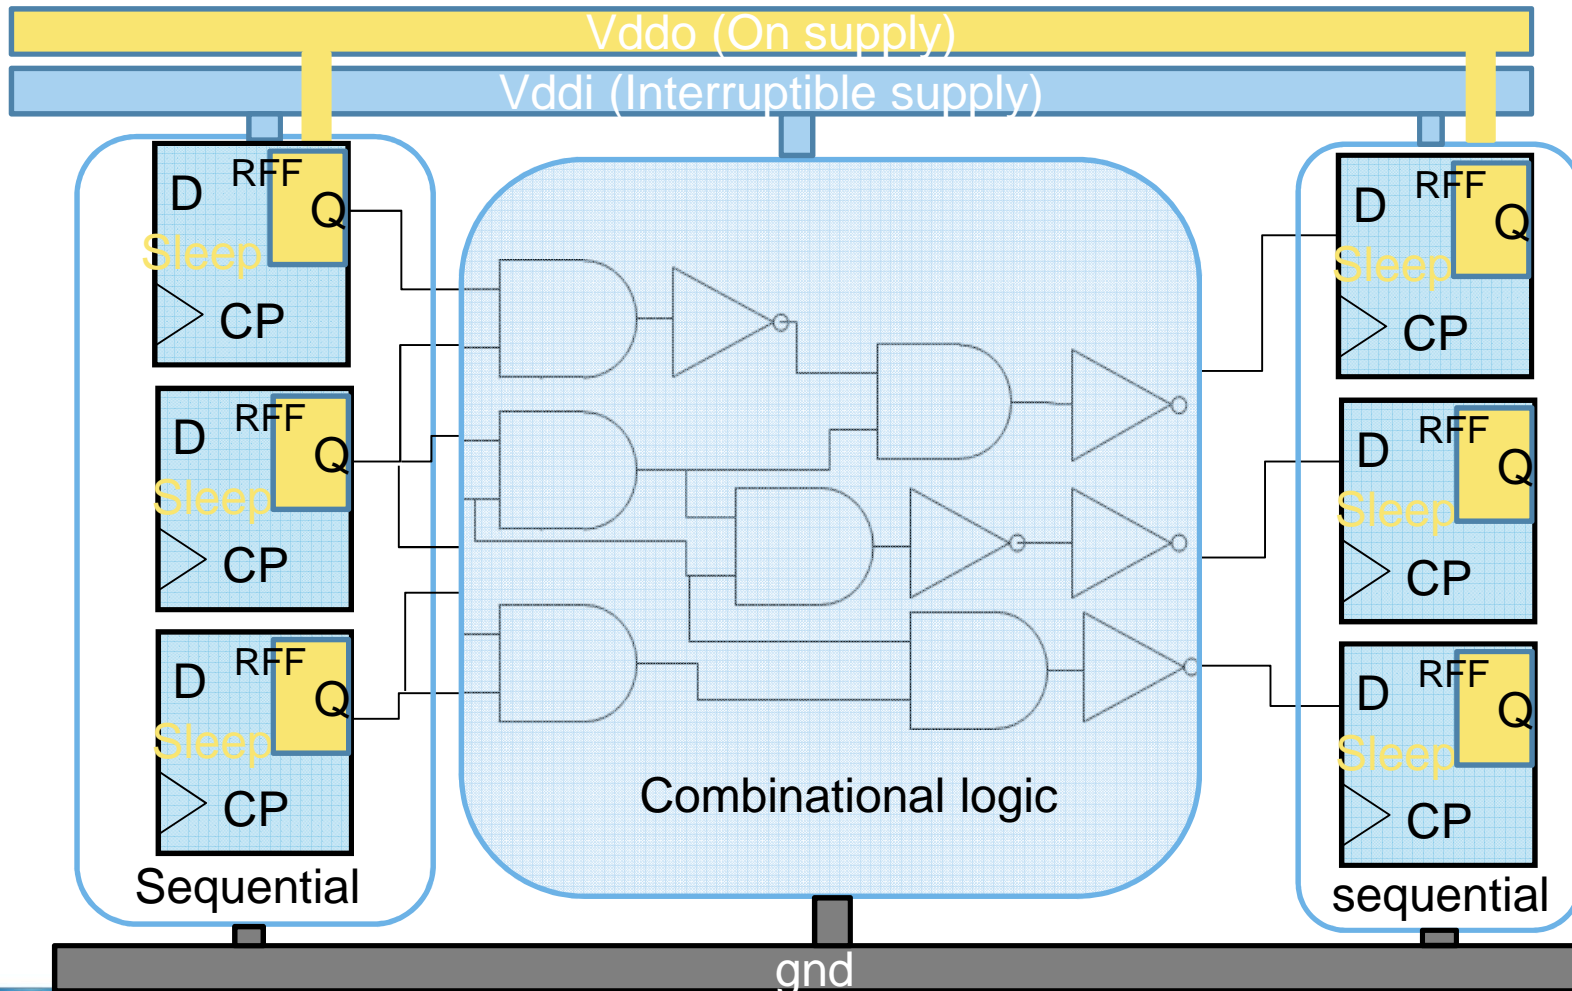 Vddo (On supply)
Vddi (Interruptible supply)
D RFF Q
Sleep
CP
D RFF Q
Sleep
CP
D RFF Q
Sleep
CP
Sequential
Combinational logic
D RFF Q
Sleep
CP
D RFF Q
Sleep
CP
D RFF Q
Sleep
CP
sequential
gnd